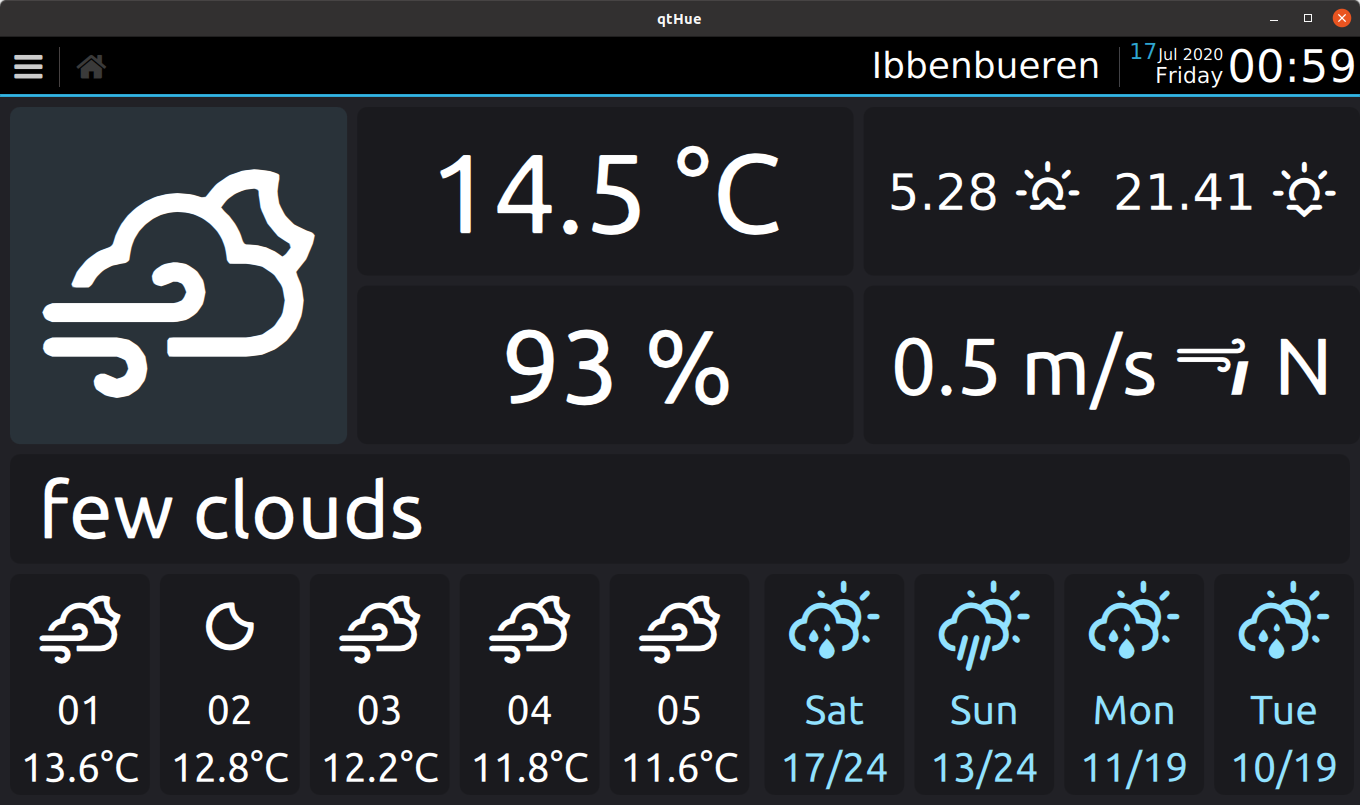 qtHue
Ibbenbueren
17 Jul 2020
Friday
00:59
14.5 °C
5.28 21.41
93 %
0.5 m/s N
few clouds
01 02 03 04 05 Sat Sun Mon Tue
13.6°C 12.8°C 12.2°C 11.8°C 11.6°C 17/24 13/24 11/19 10/19